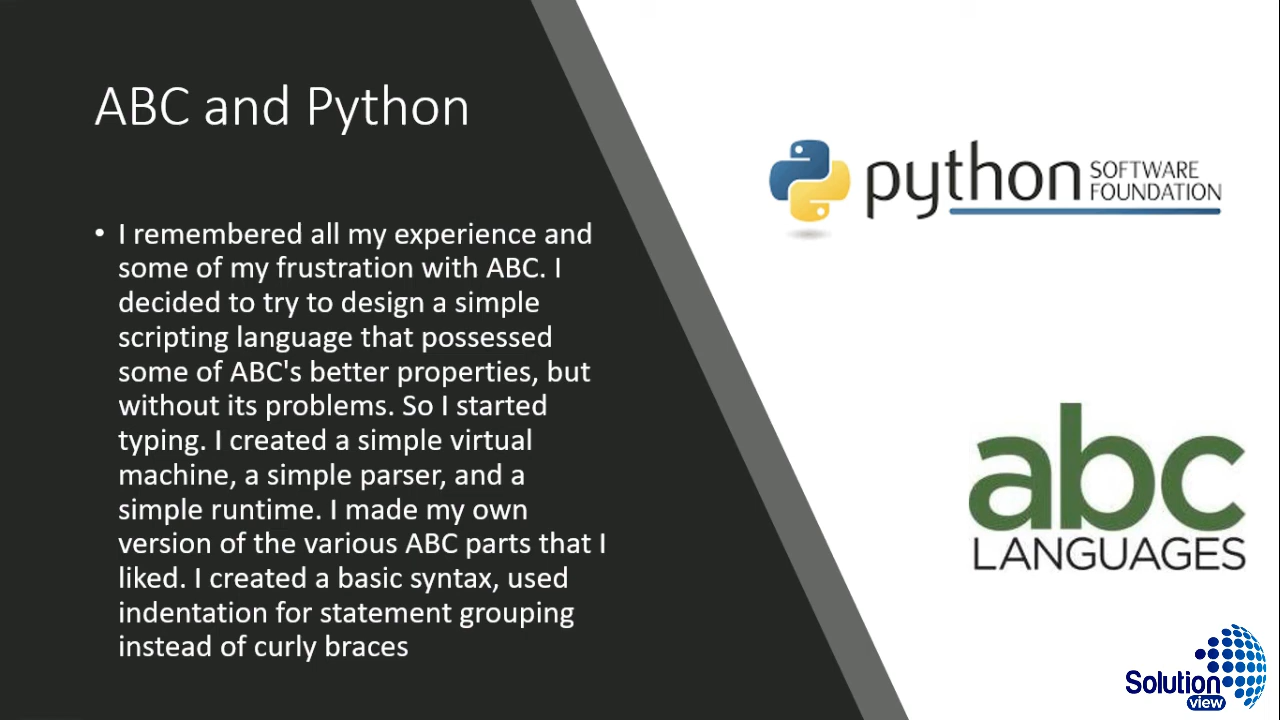 ABC and Python
• I remembered all my experience and
some of my frustration with ABC. I
decided to try to design a simple
scripting language that possessed
some of ABC's better properties, but
without its problems. So I started
typing. I created a simple virtual
machine, a simple parser, and a
simple runtime. I made my own
version of the various ABC parts that I
liked. I created a basic syntax, used
indentation for statement grouping
instead of curly braces
python SOFTWARE
FOUNDATION
abc
LANGUAGES
Solution
view